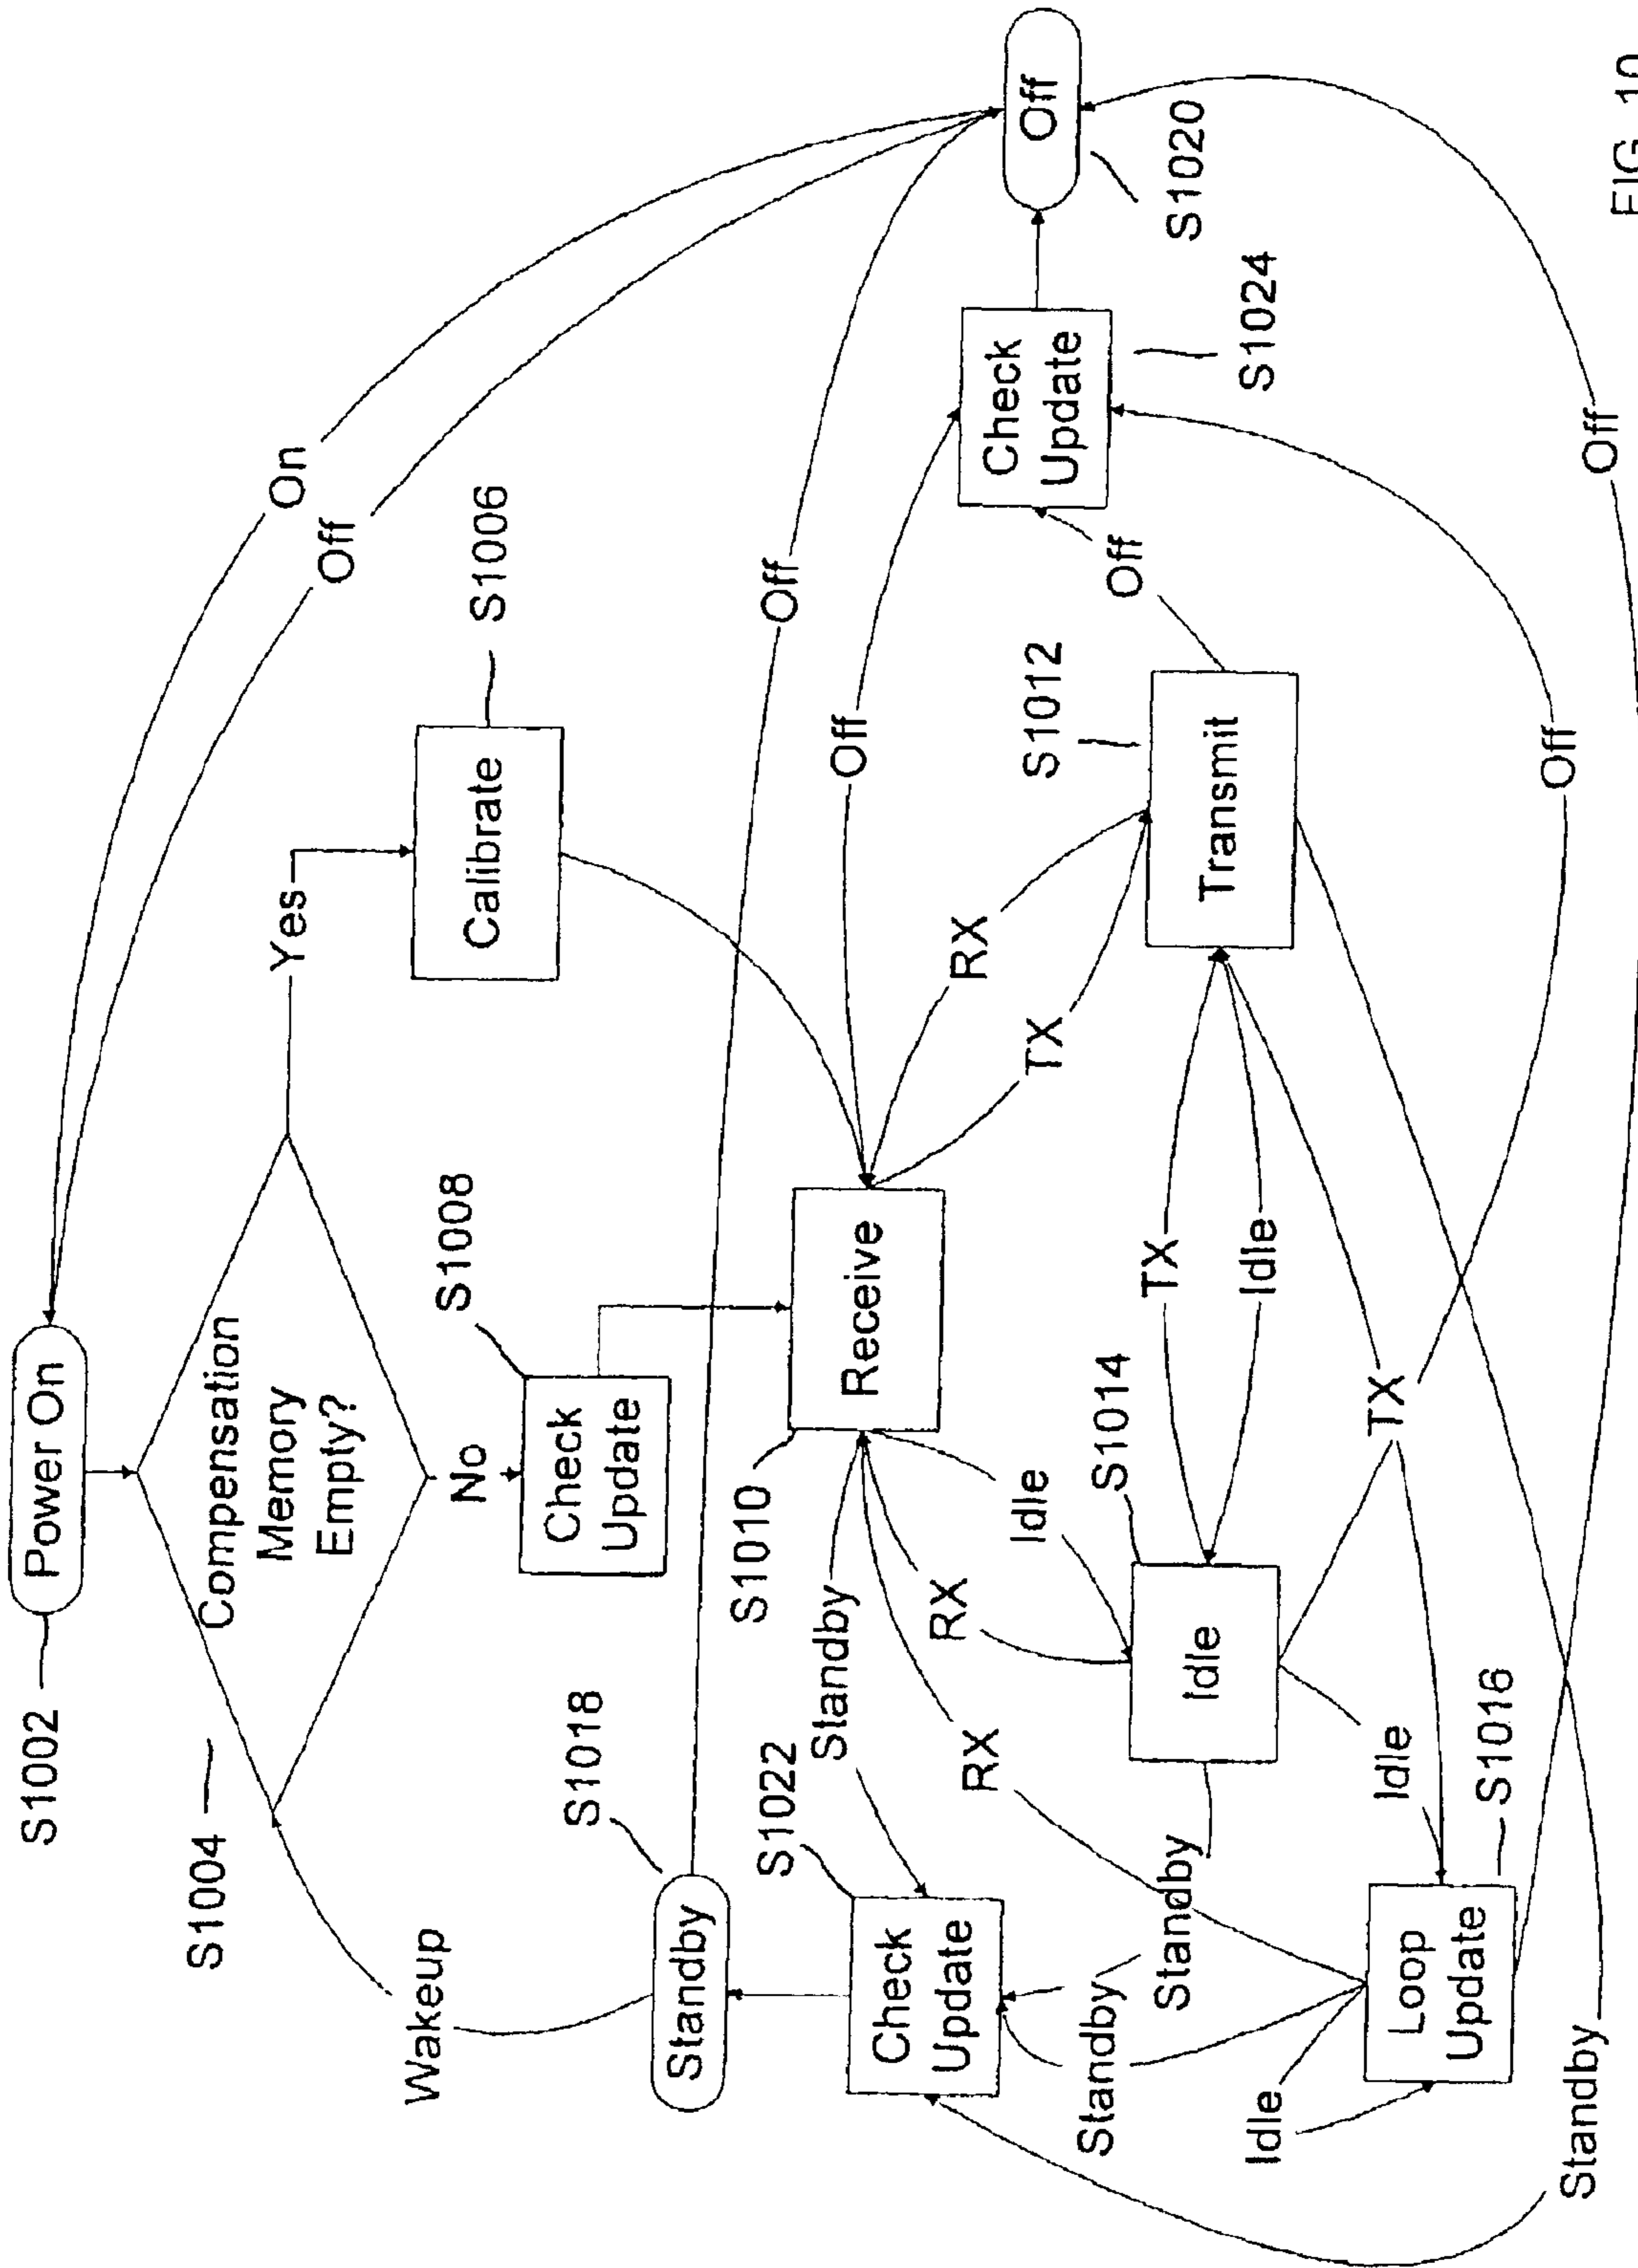 S1002
Power On
On
Off
S1004
Compensation
Memory
Empty?
Yes
S1006
Calibrate
No
S1008
Check
Update
Wakeup
S1018
Standby
Off
S1010
Receive
Off
S1022
Check
Update
Standby
RX
Idle
RX
TX
S1012
Transmit
Off
Check
Update
S1024
Off
S1020
RX
Standby
Standby
S1014
Idle
TX
Idle
TX
Idle
Loop
Update
S1016
Idle
Standby
Off
Off